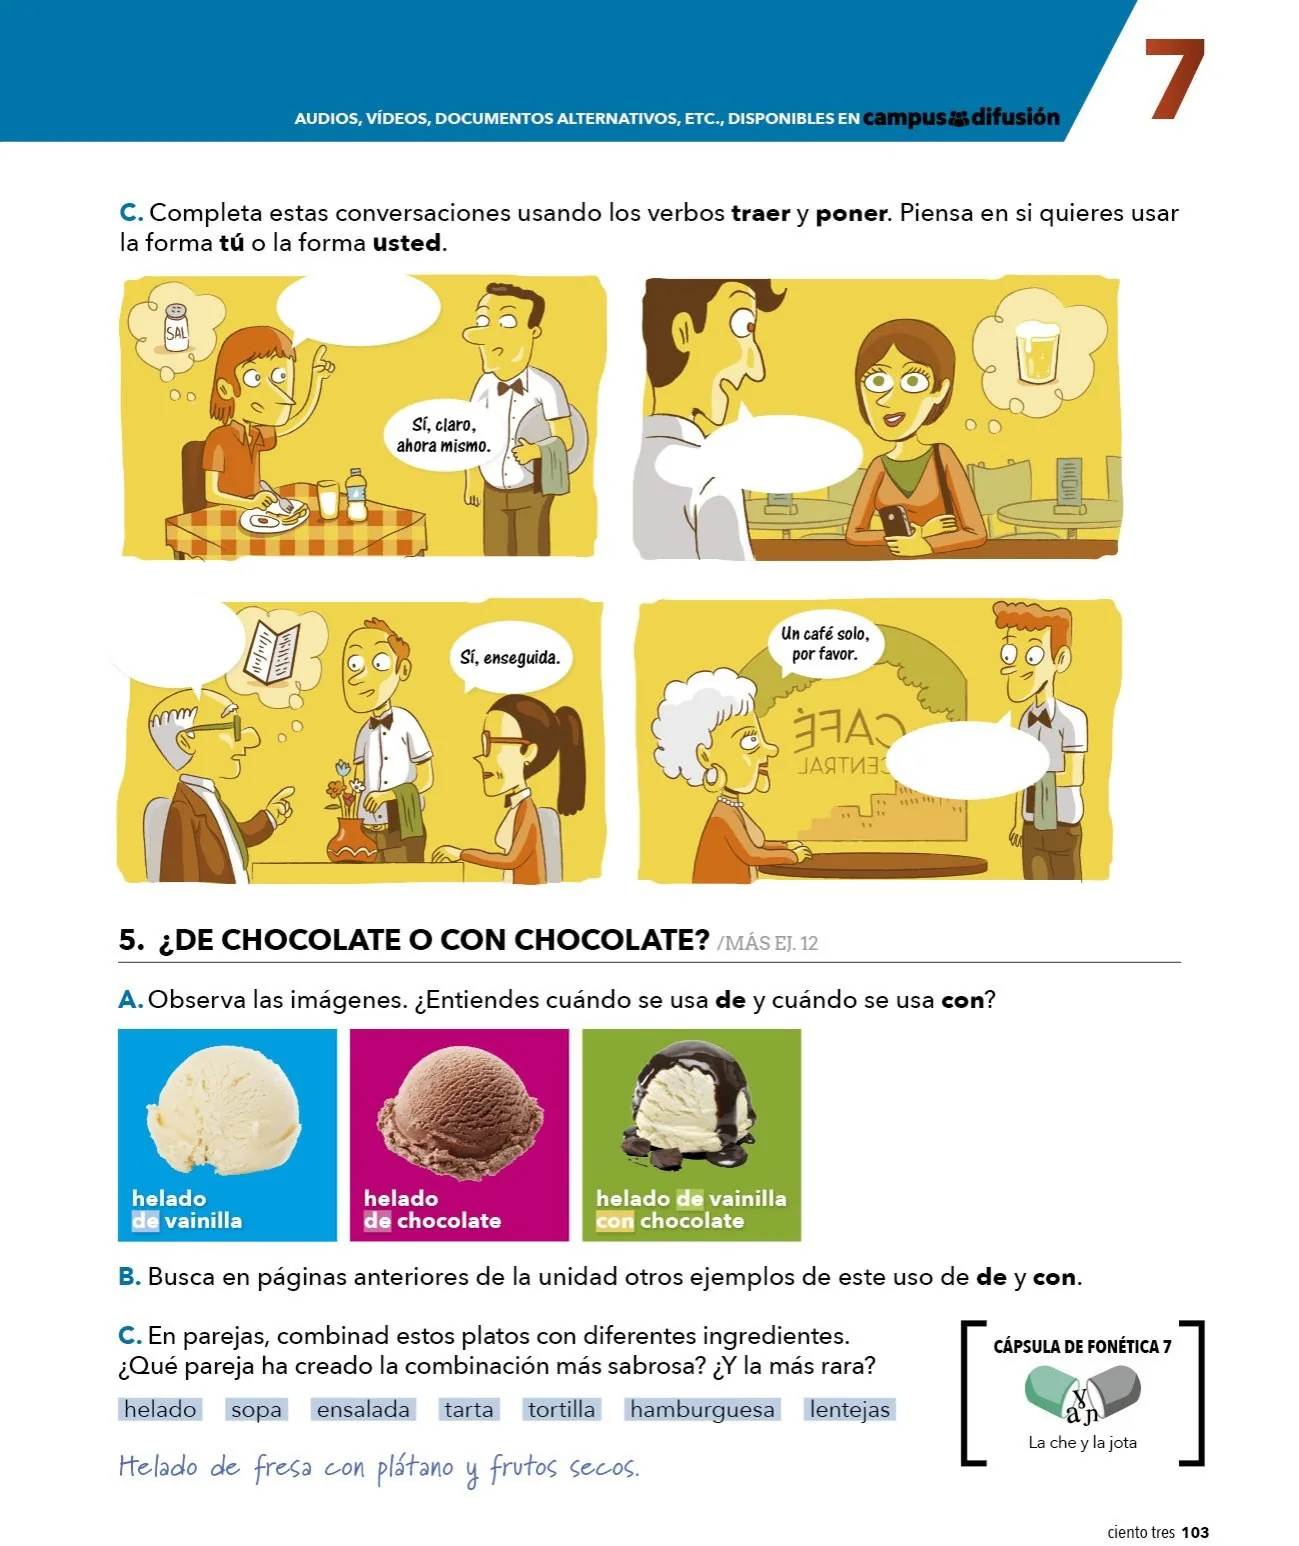 7
AUDIOS, VÍDEOS, DOCUMENTOS ALTERNATIVOS, ETC., DISPONIBLES EN campus difusión
C. Completa estas conversaciones usando los verbos traer y poner. Piensa en si quieres usar
la forma tú o la forma usted.
SAL
Sí, claro,
ahora mismo.
Sí, enseguida.
Un café solo,
por favor.
CAFÉ
CENTRAL
5. ¿DE CHOCOLATE O CON CHOCOLATE? /MÁS EJ. 12
A. Observa las imágenes. ¿Entiendes cuándo se usa de y cuándo se usa con?
helado
de vainilla
helado
de chocolate
helado de vainilla
con chocolate
B. Busca en páginas anteriores de la unidad otros ejemplos de este uso de de y con.
C. En parejas, combinad estos platos con diferentes ingredientes.
¿Qué pareja ha creado la combinación más sabrosa? ¿Y la más rara?
helado sopa ensalada tarta tortilla hamburguesa lentejas
Helado de fresa con plátano y frutos secos.
CÁPSULA DE FONÉTICA 7
La che y la jota
ciento tres 103